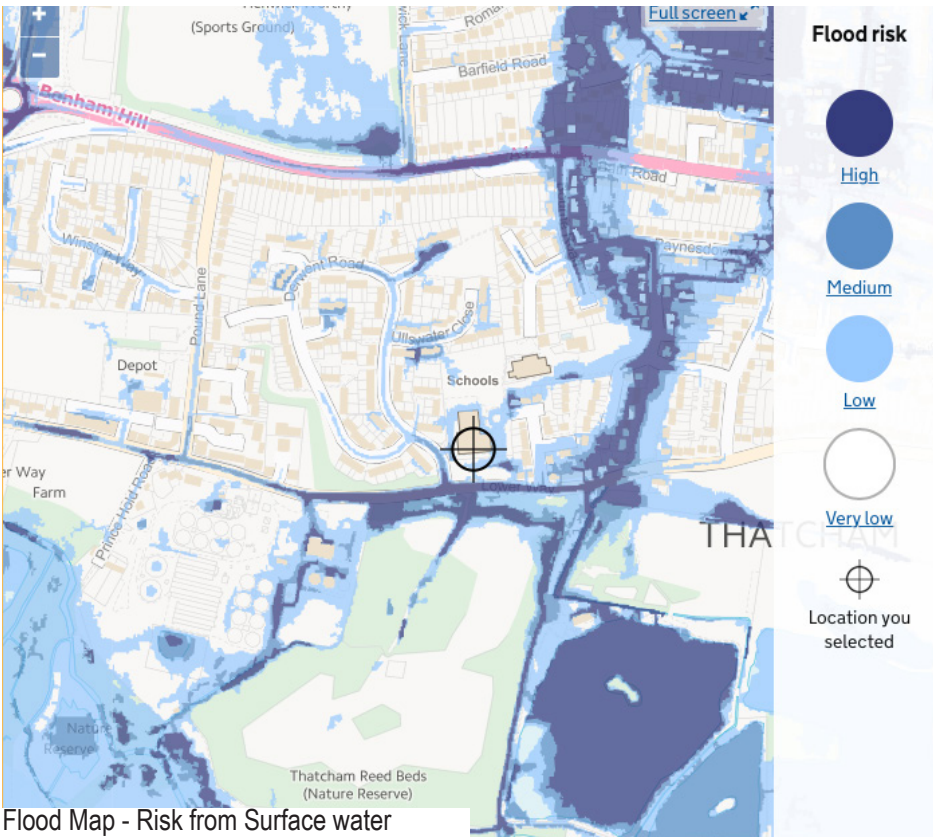 +
-
(Sports Ground)
Full screen
Barfield Road
Benham Hill
Road
Winston Way
Pound Lane
Derwent Road
Ullswater Close
Depot
Schools
Farm
Prince Hold Road
Lower Way
THATCHAM
Nature
Reserve
Thatcham Reed Beds
(Nature Reserve)
Flood risk
High
Medium
Low
Very low
Location you
selected
Flood Map - Risk from Surface water